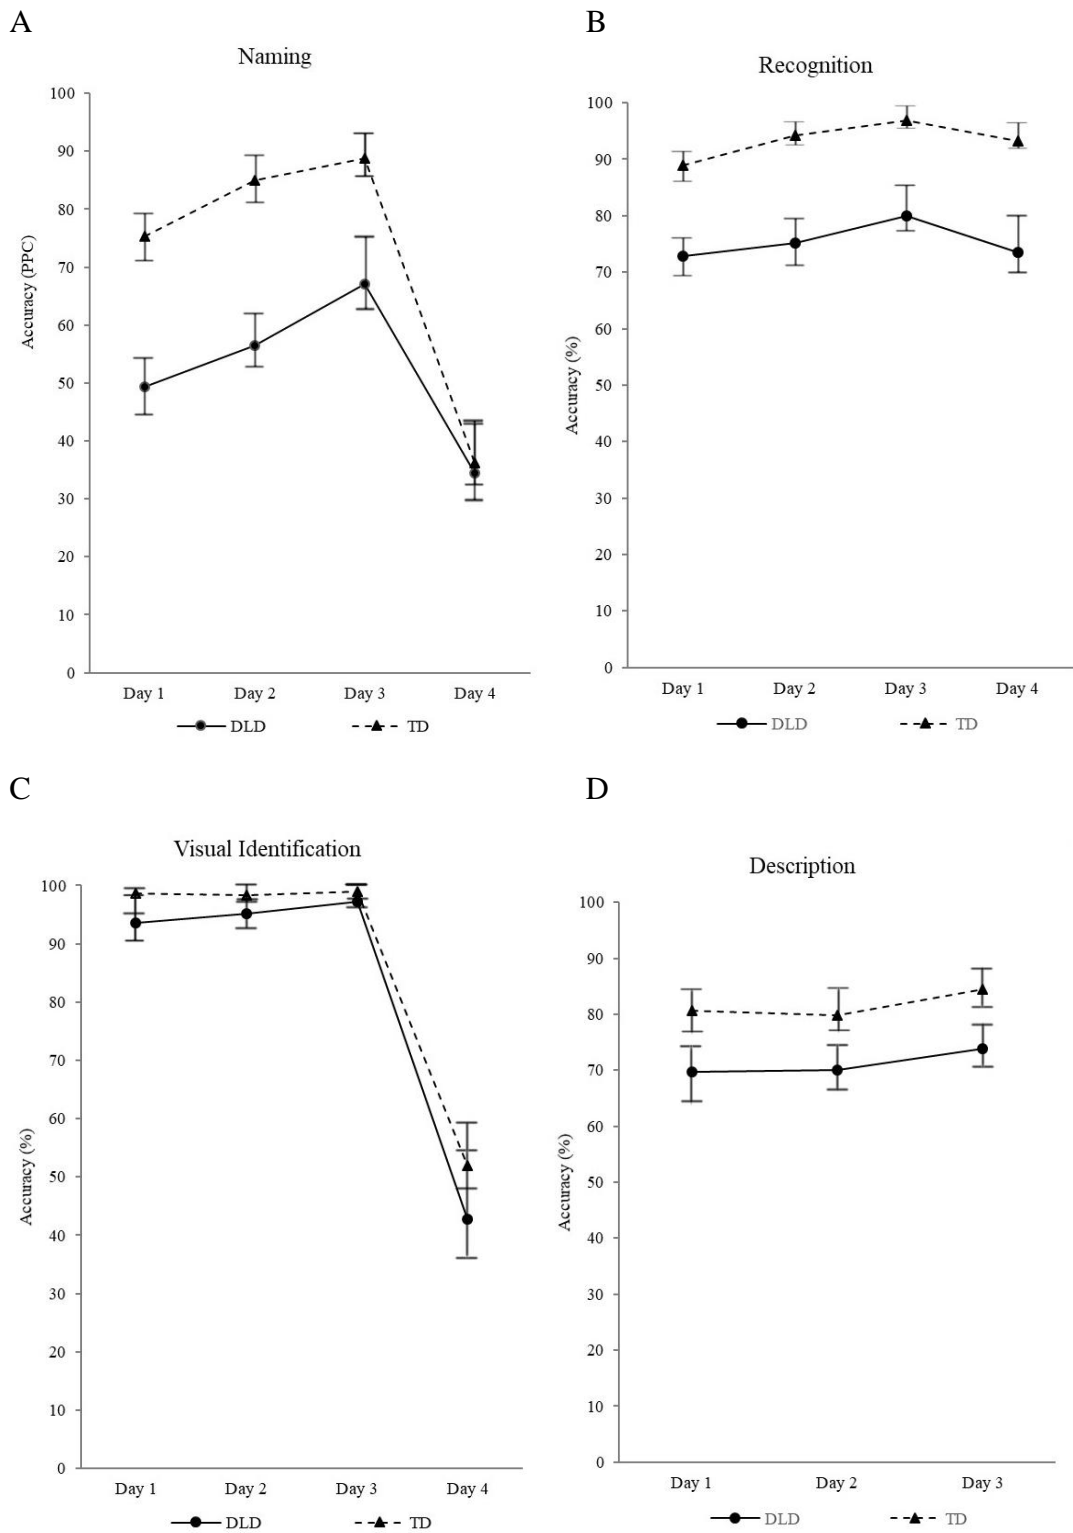 A
Naming
Accuracy (PPC)
100
90
80
70
60
50
40
30
20
10
0
Day 1 Day 2 Day 3 Day 4
DLD TD
B
Recognition
Accuracy (%)
100
90
80
70
60
50
40
30
20
10
0
Day 1 Day 2 Day 3 Day 4
DLD TD
C
Visual Identification
Accuracy (%)
100
90
80
70
60
50
40
30
20
10
0
Day 1 Day 2 Day 3 Day 4
DLD TD
D
Description
Accuracy (%)
100
90
80
70
60
50
40
30
20
10
0
Day 1 Day 2 Day 3
DLD TD